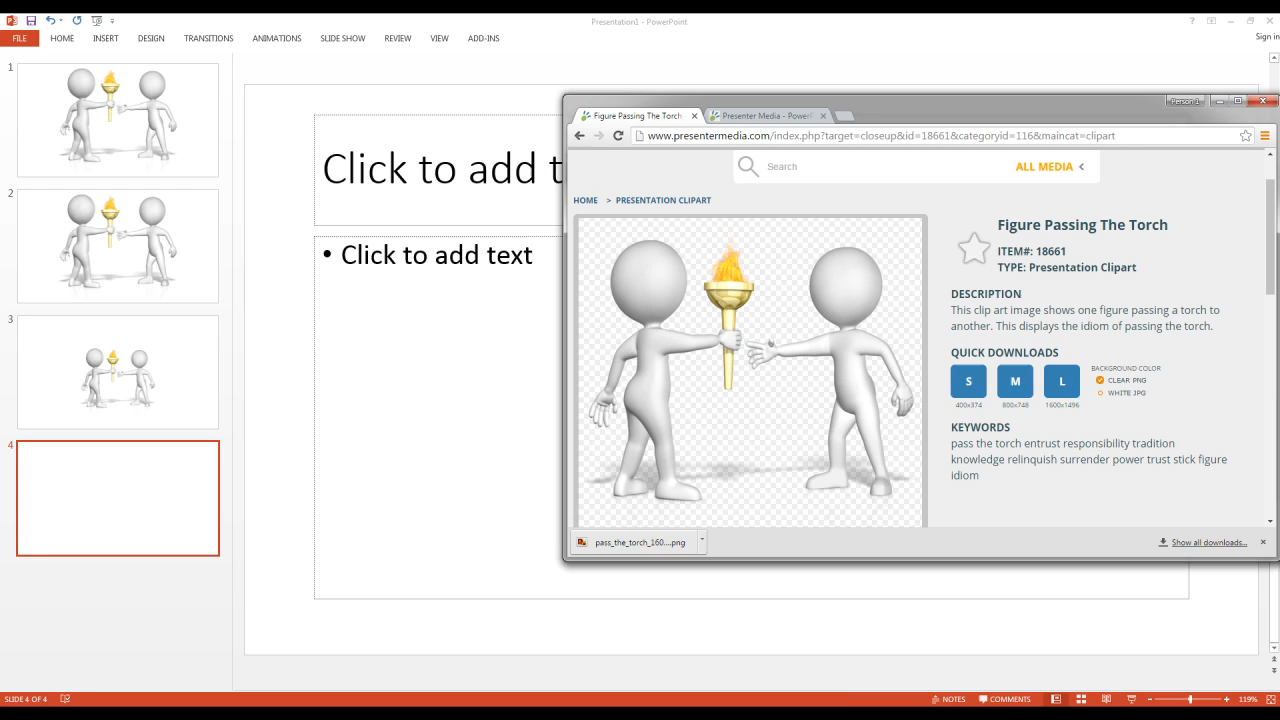 Presentation1 - PowerPoint
FILE HOME INSERT DESIGN TRANSITIONS ANIMATIONS SLIDE SHOW REVIEW VIEW ADD-INS
Sign in
1
2
3
4
Click to add t
• Click to add text
Person 1
Figure Passing The Torch
Presenter Media - PowerP
www.presentermedia.com/index.php?target=closeup&id=18661&categoryid=116&maincat=clipart
Search
ALL MEDIA <
HOME > PRESENTATION CLIPART
Figure Passing The Torch
ITEM#: 18661
TYPE: Presentation Clipart
DESCRIPTION
This clip art image shows one figure passing a torch to
another. This displays the idiom of passing the torch.
QUICK DOWNLOADS
S M L
400x374 800x748 1600x1496
BACKGROUND COLOR
CLEAR PNG
WHITE JPG
KEYWORDS
pass the torch entrust responsibility tradition
knowledge relinquish surrender power trust stick figure
idiom
pass_the_torch_160....png
Show all downloads...
SLIDE 4 OF 4
NOTES COMMENTS
119%